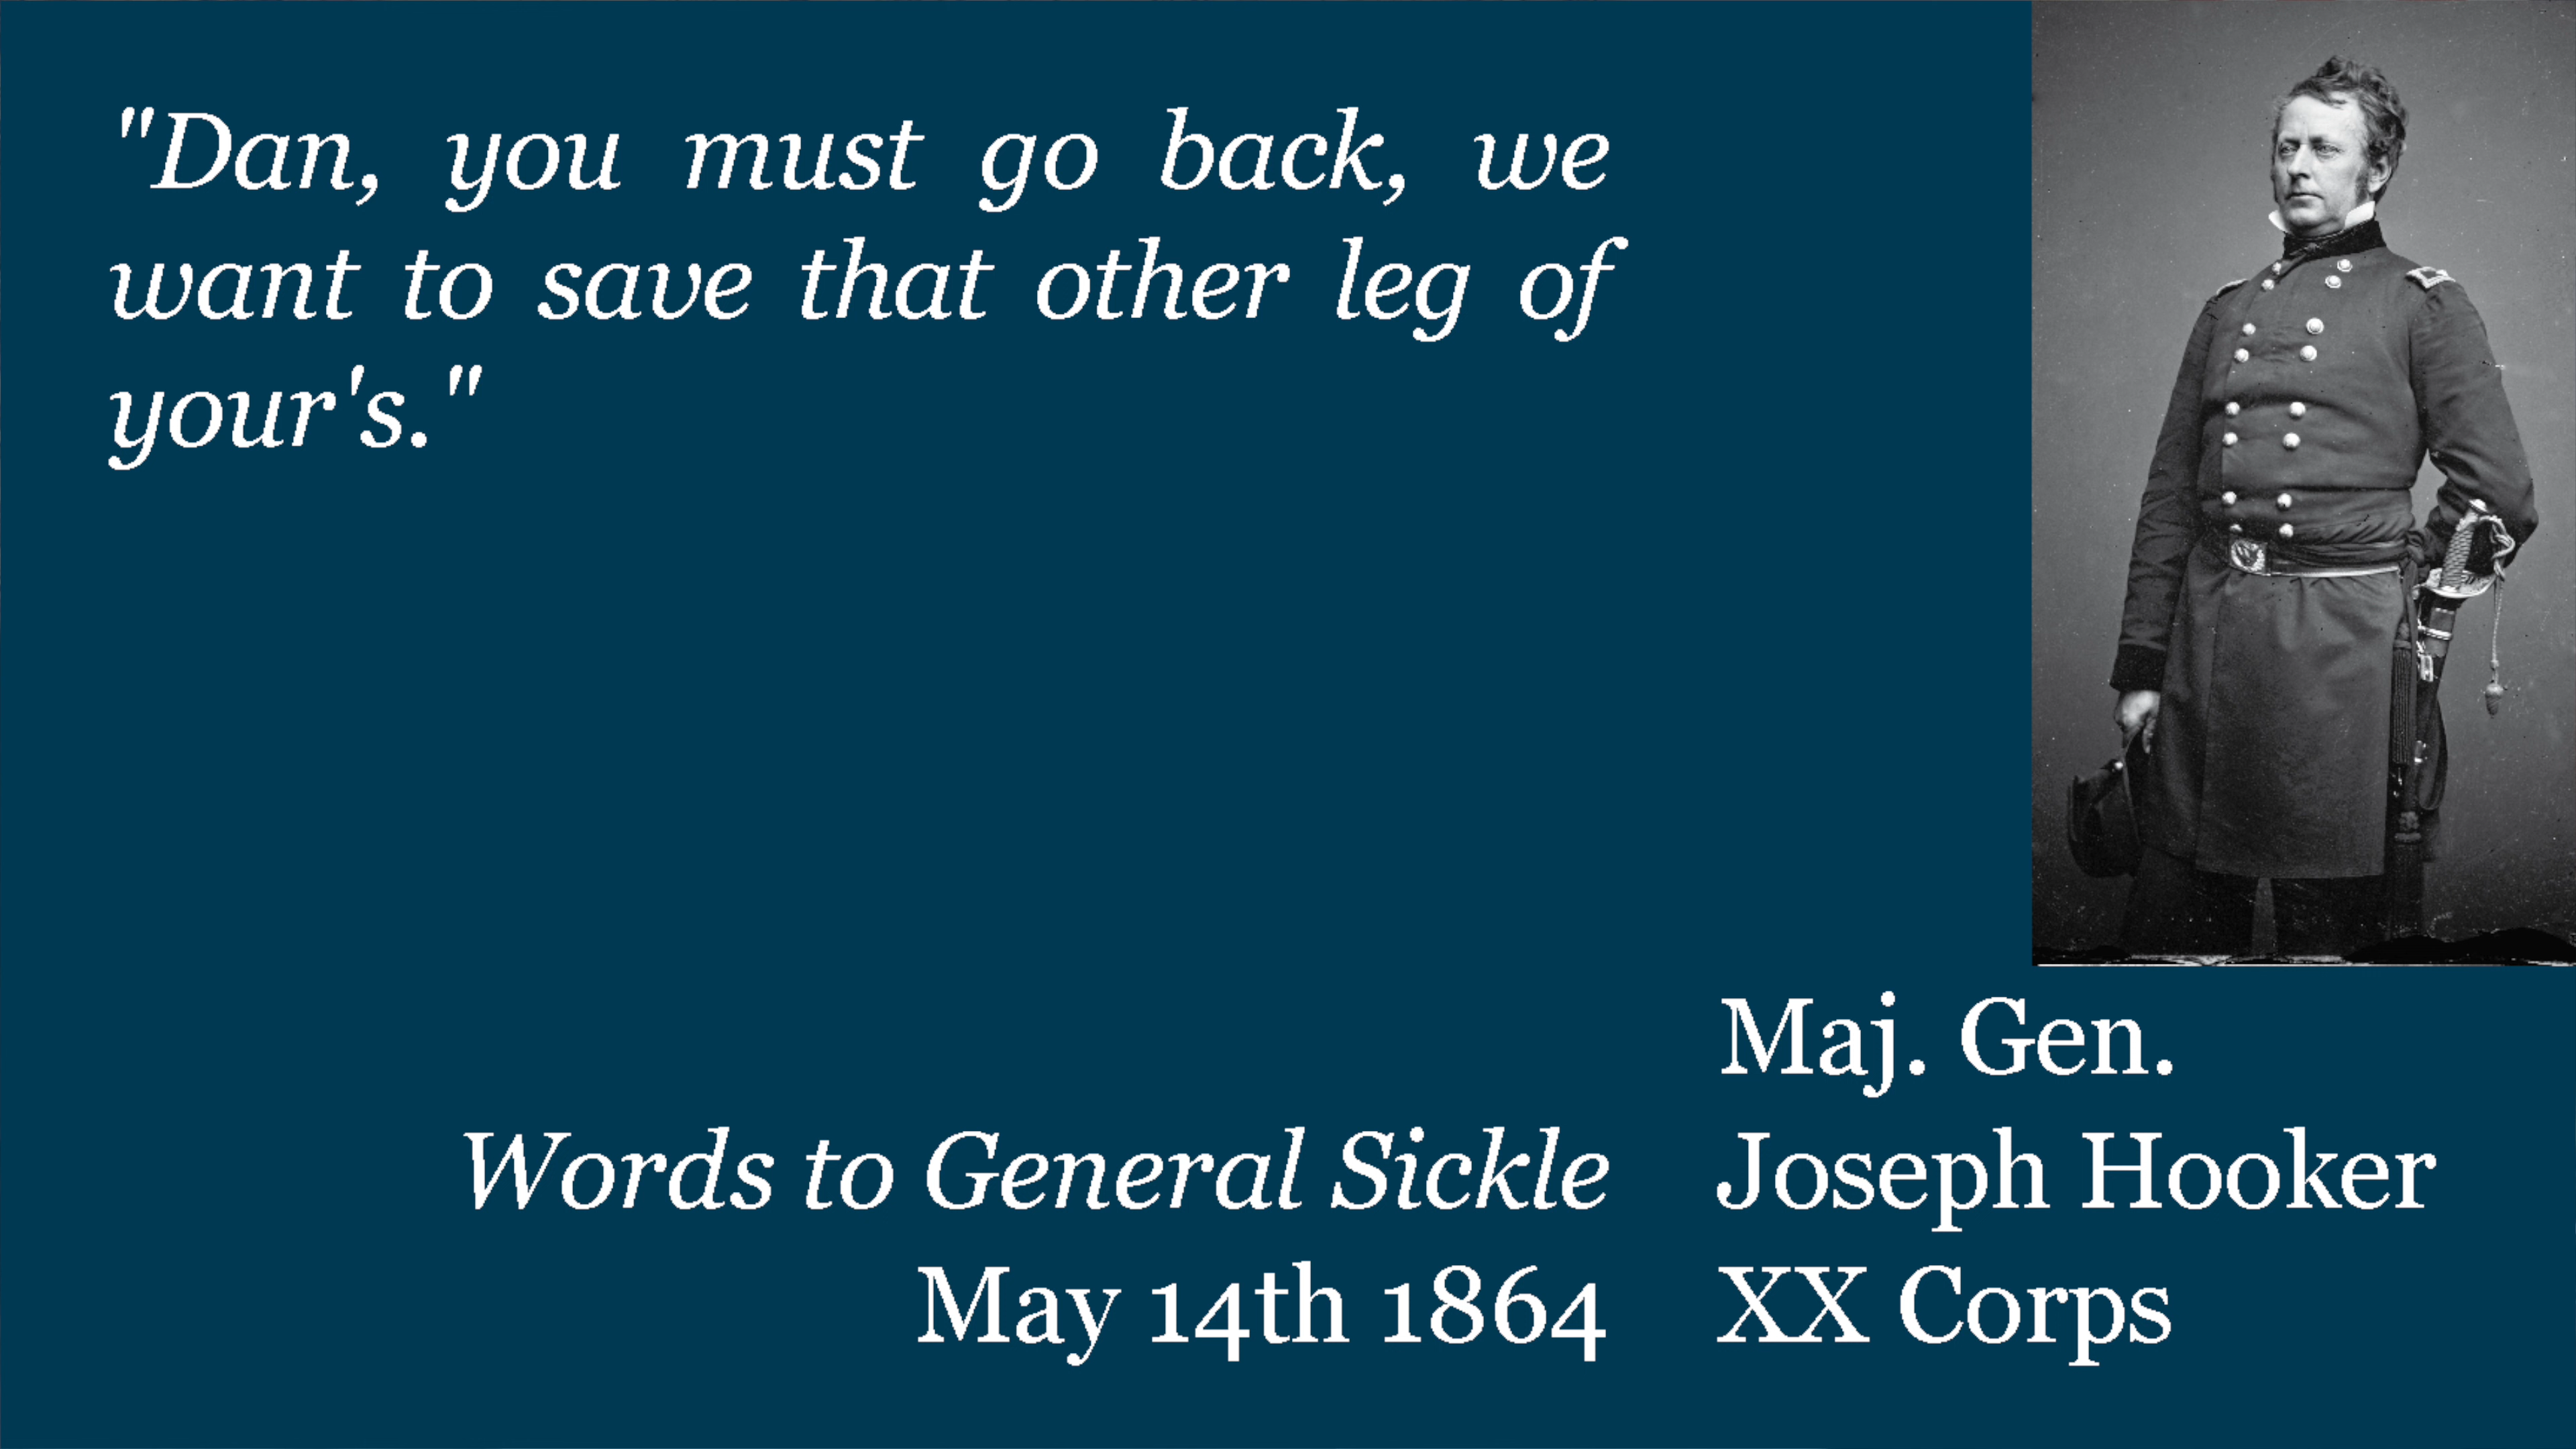 "Dan, you must go back, we
want to save that other leg of
your's."
Words to General Sickle
May 14th 1864
Maj. Gen.
Joseph Hooker
XX Corps